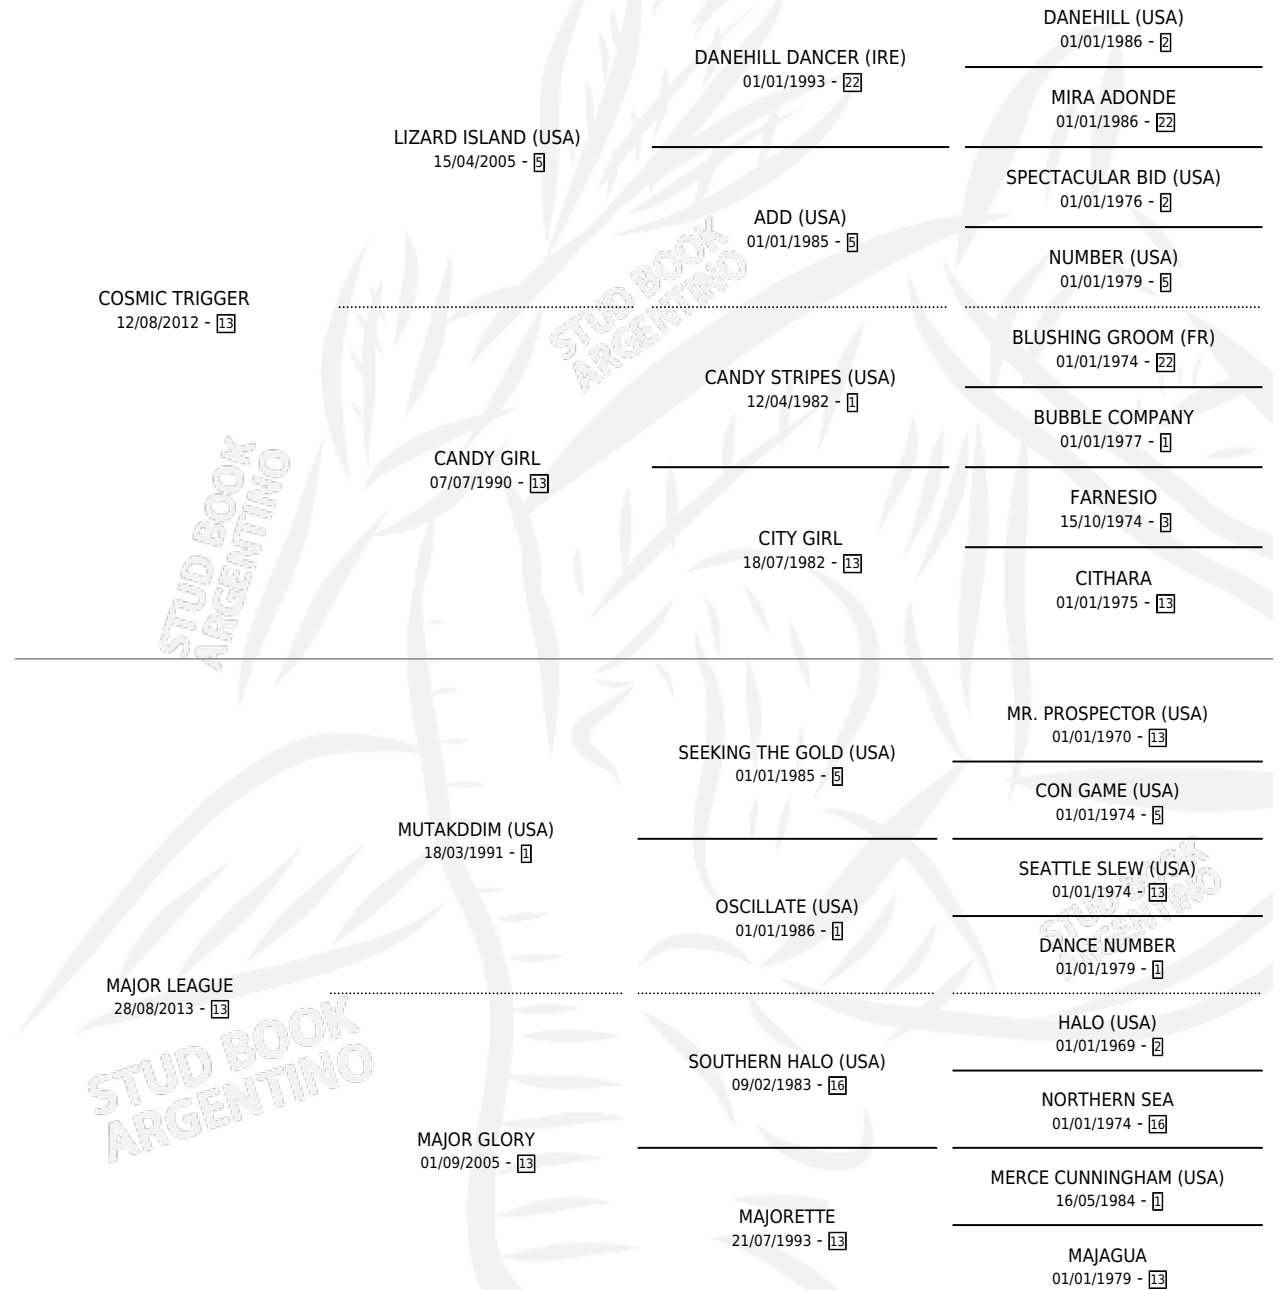 DANEHILL (USA)
01/01/1986 - 2
DANEHILL DANCER (IRE)
01/01/1993 - 22
MIRA ADONDE
01/01/1986 - 22
LIZARD ISLAND (USA)
15/04/2005 - 5
SPECTACULAR BID (USA)
01/01/1976 - 2
ADD (USA)
01/01/1985 - 5
NUMBER (USA)
01/01/1979 - 5
COSMIC TRIGGER
12/08/2012 - 13
STUD BOOK
ARGENTINO
BLUSHING GROOM (FR)
01/01/1974 - 22
CANDY STRIPES (USA)
12/04/1982 - 1
BUBBLE COMPANY
01/01/1977 - 1
CANDY GIRL
07/07/1990 - 13
FARNESIO
15/10/1974 - 3
CITY GIRL
18/07/1982 - 13
CITHARA
01/01/1975 - 13
STUD BOOK
ARGENTINO
MR. PROSPECTOR (USA)
01/01/1970 - 13
SEEKING THE GOLD (USA)
01/01/1985 - 5
CON GAME (USA)
01/01/1974 - 5
MUTAKDDIM (USA)
18/03/1991 - 1
SEATTLE SLEW (USA)
01/01/1974 - 13
OSCILLATE (USA)
01/01/1986 - 1
STUD BOOK
ARGENTINO
DANCE NUMBER
01/01/1979 - 1
MAJOR LEAGUE
28/08/2013 - 13
STUD BOOK
ARGENTINO
HALO (USA)
01/01/1969 - 2
SOUTHERN HALO (USA)
09/02/1983 - 16
NORTHERN SEA
01/01/1974 - 16
MAJOR GLORY
01/09/2005 - 13
MERCE CUNNINGHAM (USA)
16/05/1984 - 1
MAJORETTE
21/07/1993 - 13
MAJAGUA
01/01/1979 - 13